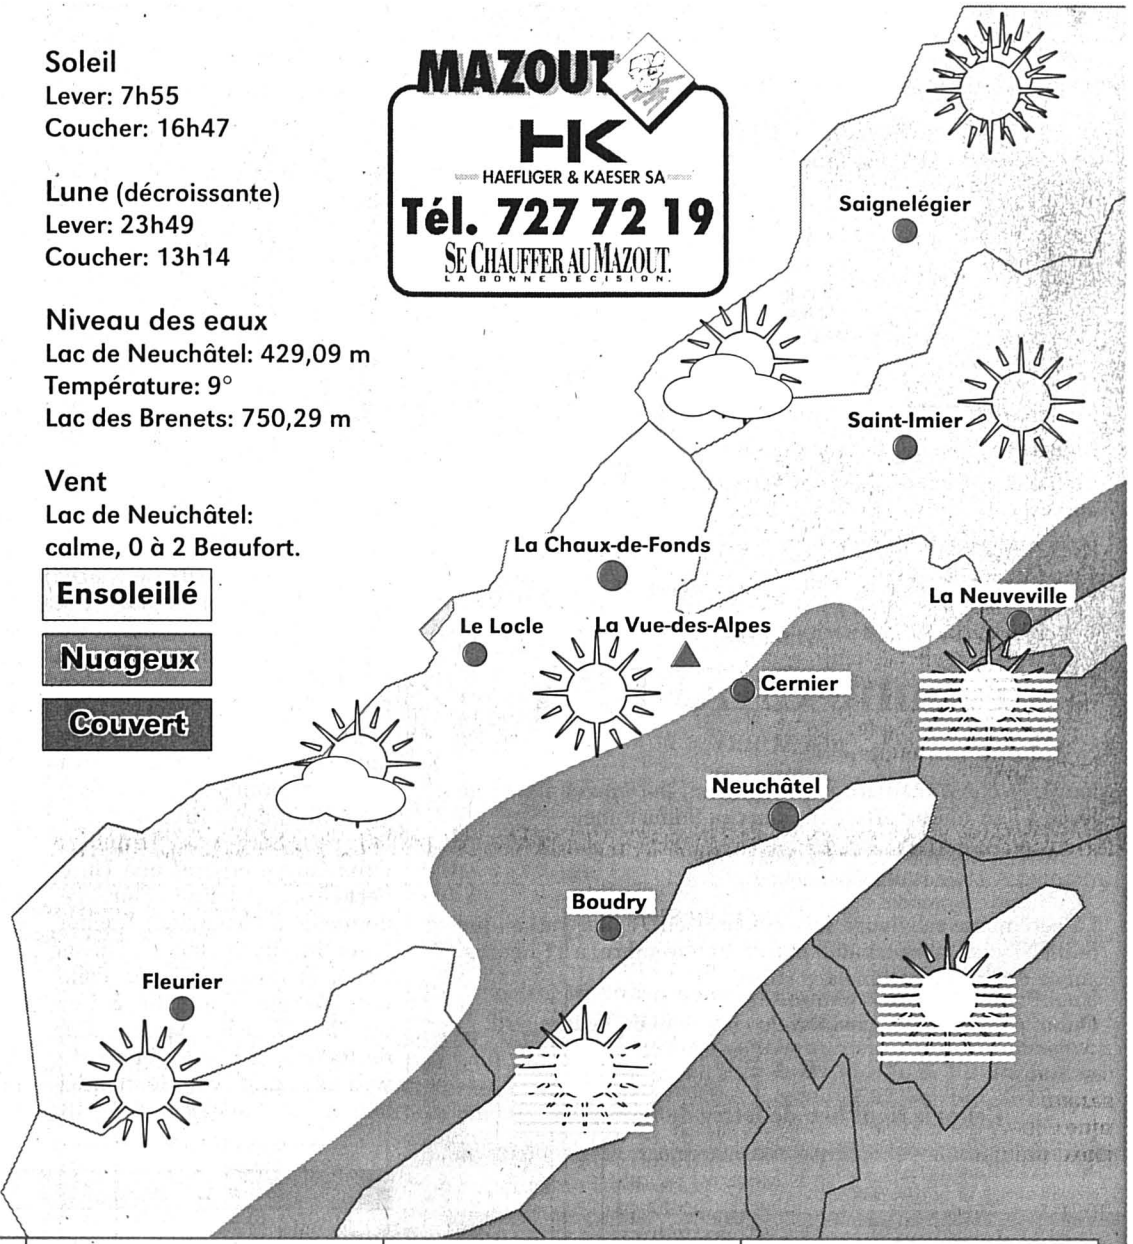 Soleil
Lever: 7h55
Coucher: 16h47
Lune (décroissante)
Lever: 23h49
Coucher: 13h14
Niveau des eaux
Lac de Neuchâtel: 429,09 m
Température: 9°
Lac des Brenets: 750,29 m
Vent
Lac de Neuchâtel:
calme, 0 à 2 Beaufort.
Ensoleillé
Nuageux
Couvert
MAZOUT
HK
HAEFLIGER & KAESER SA
Tél. 727 72 19
SE CHAUFFER AU MAZOUT.
LA BONNE DECISION.
Saignelégier
Saint-Imier
La Chaux-de-Fonds
La Neuveville
Le Locle
La Vue-des-Alpes
Cernier
Neuchâtel
Boudry
Fleurier